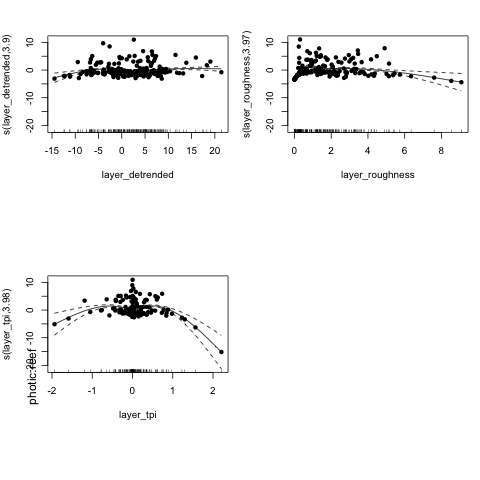 s(layer_detrended,3.9)
10
0
-10
-20
-15 -10 -5 0 5 10 15 20
layer_detrended
s(layer_roughness,3.97)
10
0
-10
-20
0 2 4 6 8
layer_roughness
s(layer_tpi,3.98)
10
0
-10
-20
-2 -1 0 1 2
layer_tpi
photic.reef